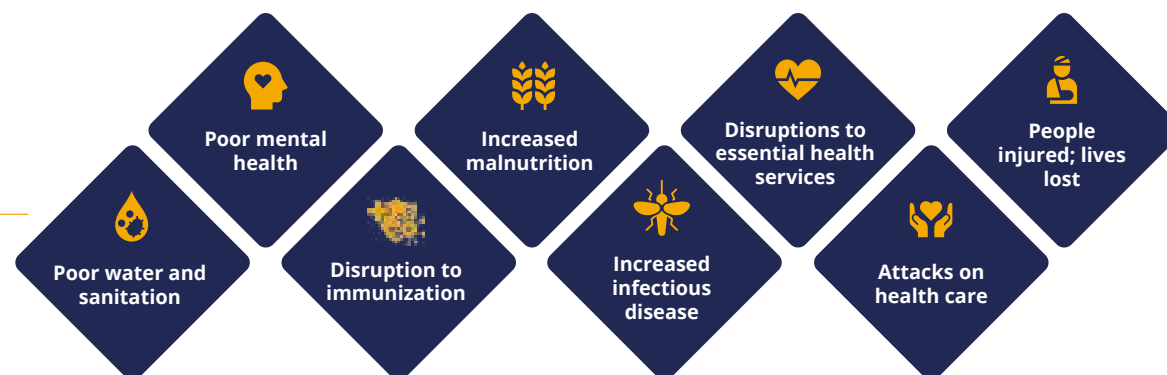 Poor mental
health
Increased
malnutrition
Disruptions to
essential health
services
People
injured; lives
lost
Poor water and
sanitation
Disruption to
immunization
Increased
infectious
disease
Attacks on
health care